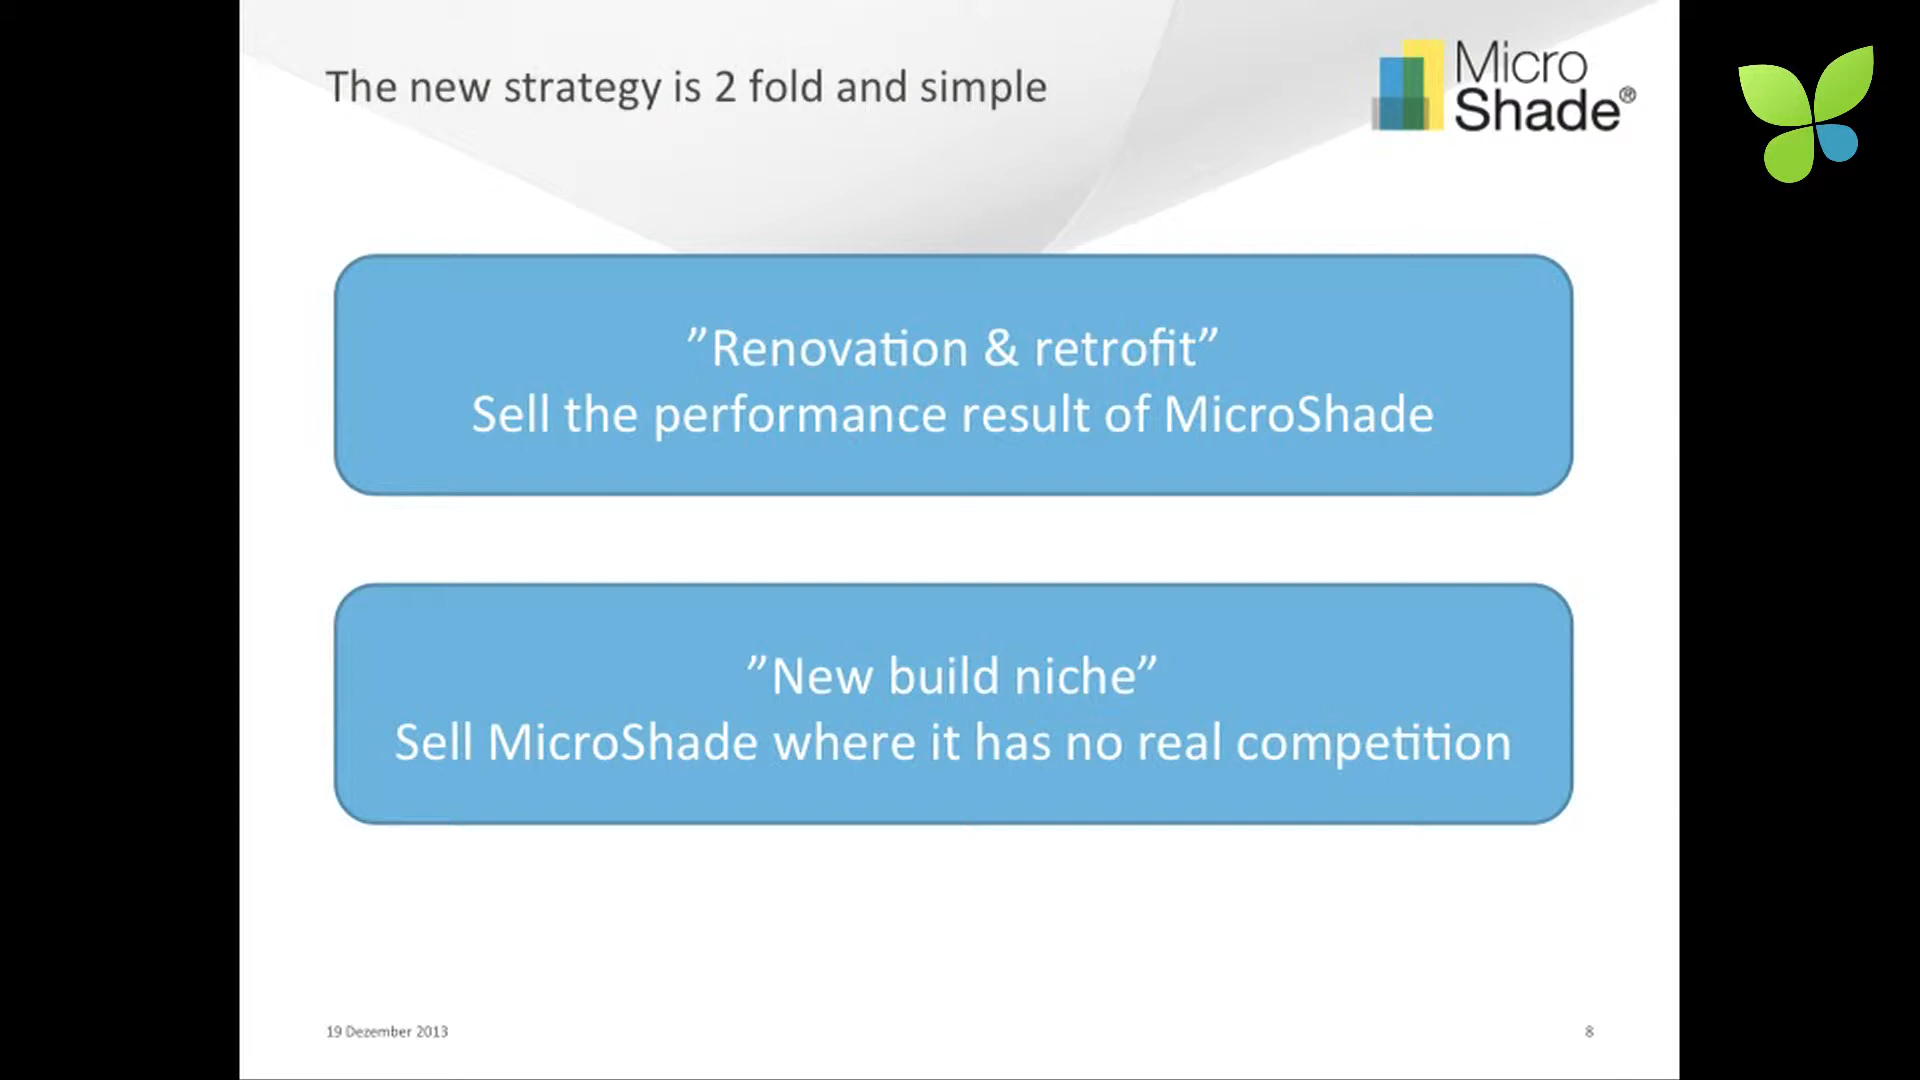 The new strategy is 2 fold and simple
Micro
Shade®
”Renovation & retrofit”
Sell the performance result of MicroShade
”New build niche”
Sell MicroShade where it has no real competition
19 Dezember 2013
8